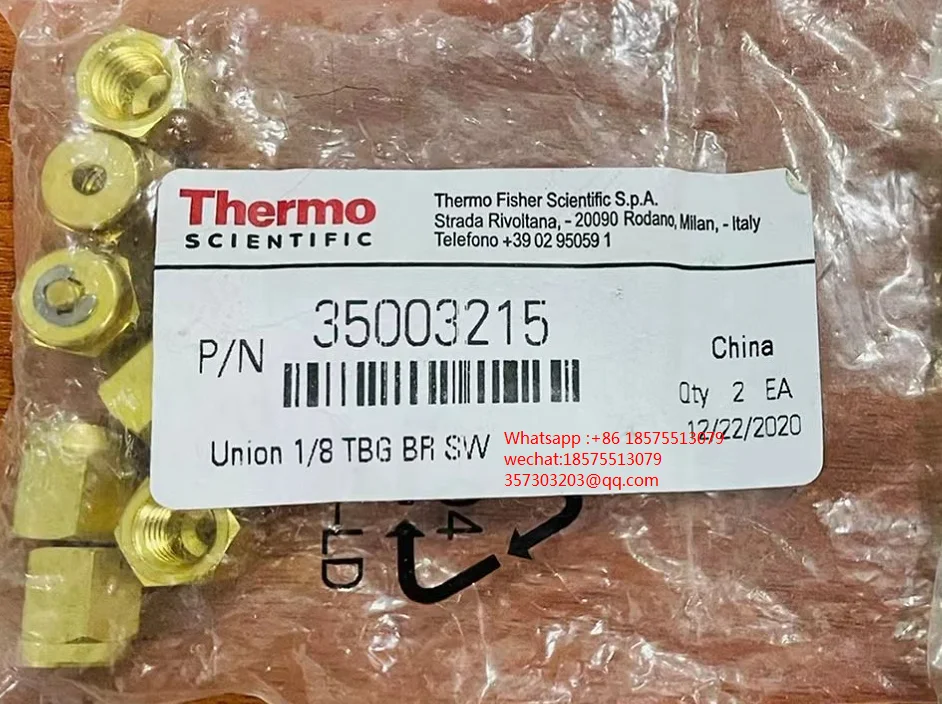 Thermo
SCIENTIFIC
Thermo Fisher Scientific S.p.A.
Strada Rivoltana, - 20090 Rodano, Milan, - Italy
Telefono +39 02 95059 1
P/N 35003215
China
Qty 2 EA
12/22/2020
Union 1/8 TBG BR SW
Whatsapp :+86 18575513079
wechat:18575513079
357303203@qq.com
04
LD